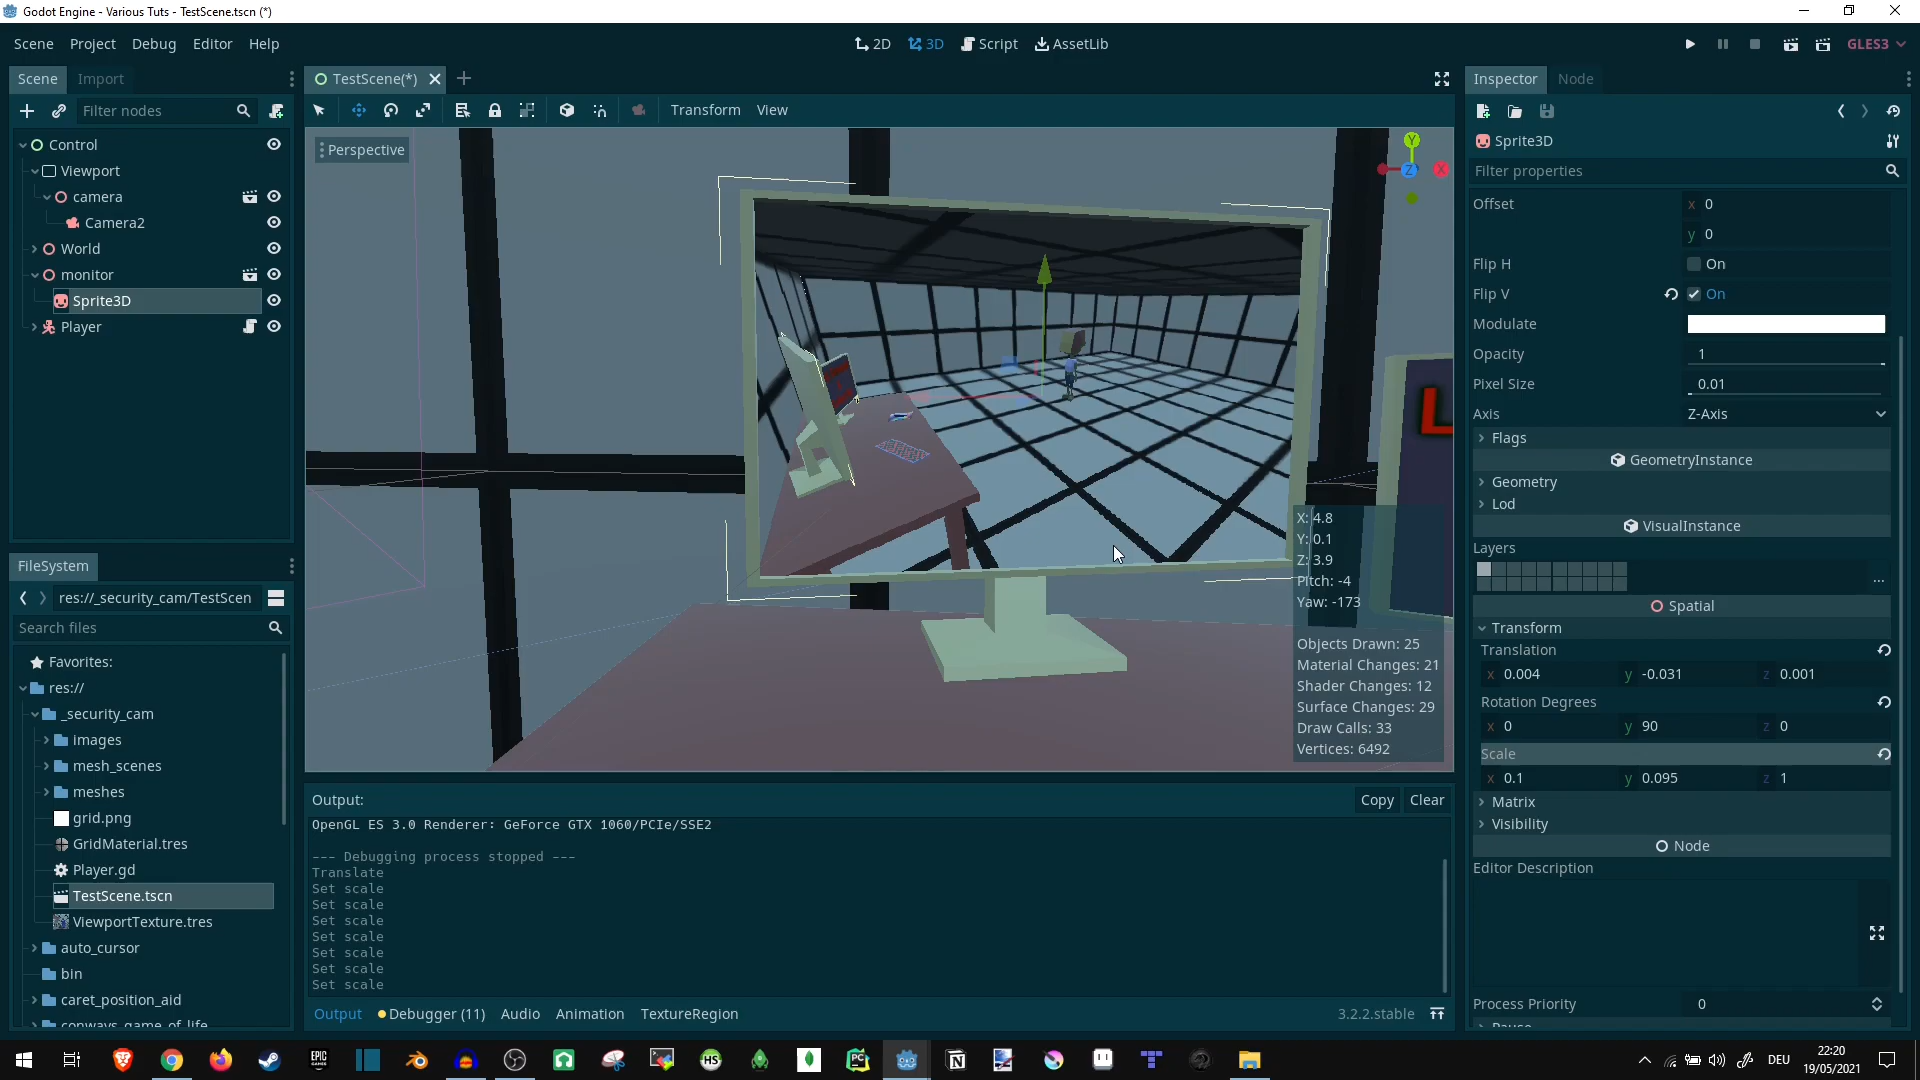 Godot Engine - Various Tuts - TestScene.tscn (*)
Scene Project Debug Editor Help
2D 3D Script AssetLib
GLES3
Scene Import
TestScene(*)
Inspector Node
Filter nodes
Transform View
Control
Viewport
camera
Camera2
World
monitor
Sprite3D
Player
Perspective
Y
Z X
L
X: 4.8
Y: 0.1
Z: 3.9
Pitch: -4
Yaw: -173
Objects Drawn: 25
Material Changes: 21
Shader Changes: 12
Surface Changes: 29
Draw Calls: 33
Vertices: 6492
Sprite3D
Filter properties
Offset x 0
y 0
Flip H On
Flip V On
Modulate
Opacity 1
Pixel Size 0.01
Axis Z-Axis
Flags
GeometryInstance
Geometry
Lod
VisualInstance
Layers
...
Spatial
Transform
Translation
x 0.004 y -0.031 z 0.001
Rotation Degrees
x 0 y 90 z 0
Scale
x 0.1 y 0.095 z 1
Matrix
Visibility
Node
Editor Description
Process Priority 0
Pause
FileSystem
res://_security_cam/TestScen
Search files
Favorites:
res://
_security_cam
images
mesh_scenes
meshes
grid.png
GridMaterial.tres
Player.gd
TestScene.tscn
ViewportTexture.tres
auto_cursor
bin
caret_position_aid
conways_game_of_life
Output:
Copy Clear
OpenGL ES 3.0 Renderer: GeForce GTX 1060/PCIe/SSE2
--- Debugging process stopped ---
Translate
Set scale
Set scale
Set scale
Set scale
Set scale
Set scale
Set scale
Output Debugger (11) Audio Animation TextureRegion
3.2.2.stable
EPIC
HS
PC
DEU
22:20
19/05/2021